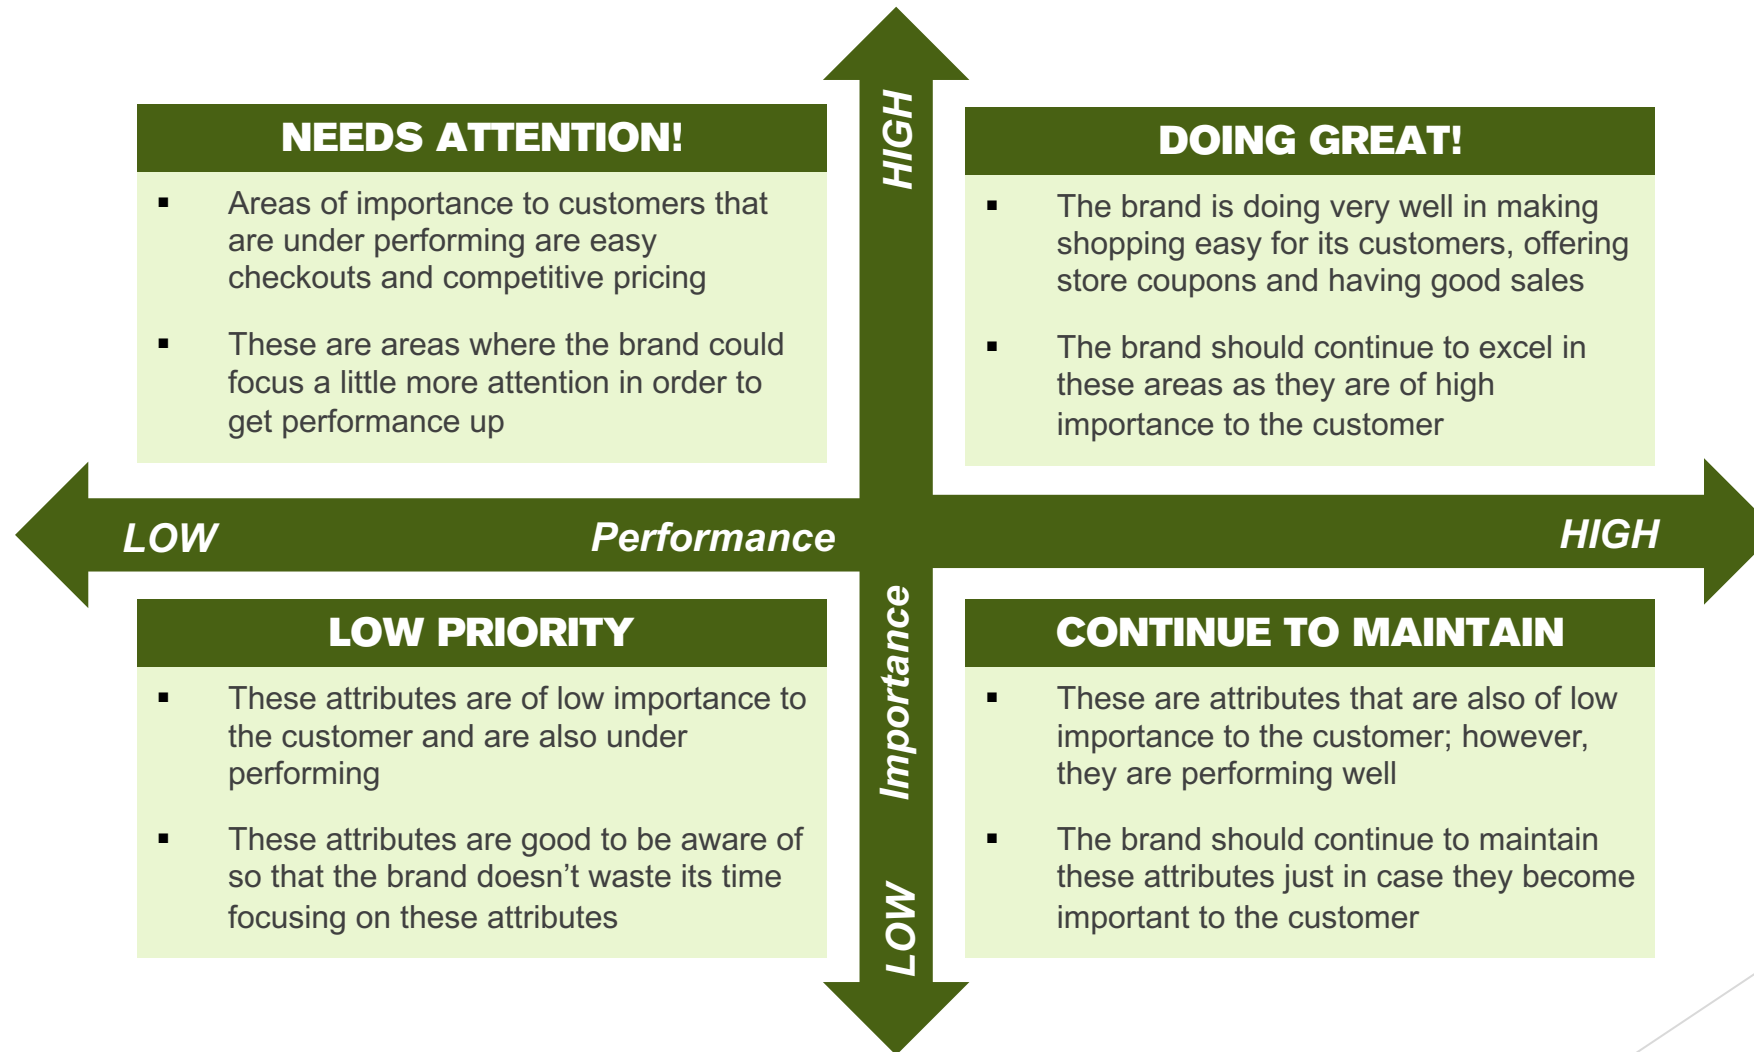 HIGH
NEEDS ATTENTION!
▪ Areas of importance to customers that
are under performing are easy
checkouts and competitive pricing
▪ These are areas where the brand could
focus a little more attention in order to
get performance up
DOING GREAT!
▪ The brand is doing very well in making
shopping easy for its customers, offering
store coupons and having good sales
▪ The brand should continue to excel in
these areas as they are of high
importance to the customer
LOW
Performance
HIGH
Importance
LOW PRIORITY
▪ These attributes are of low importance to
the customer and are also under
performing
▪ These attributes are good to be aware of
so that the brand doesn’t waste its time
focusing on these attributes
CONTINUE TO MAINTAIN
▪ These are attributes that are also of low
importance to the customer; however,
they are performing well
▪ The brand should continue to maintain
these attributes just in case they become
important to the customer
LOW